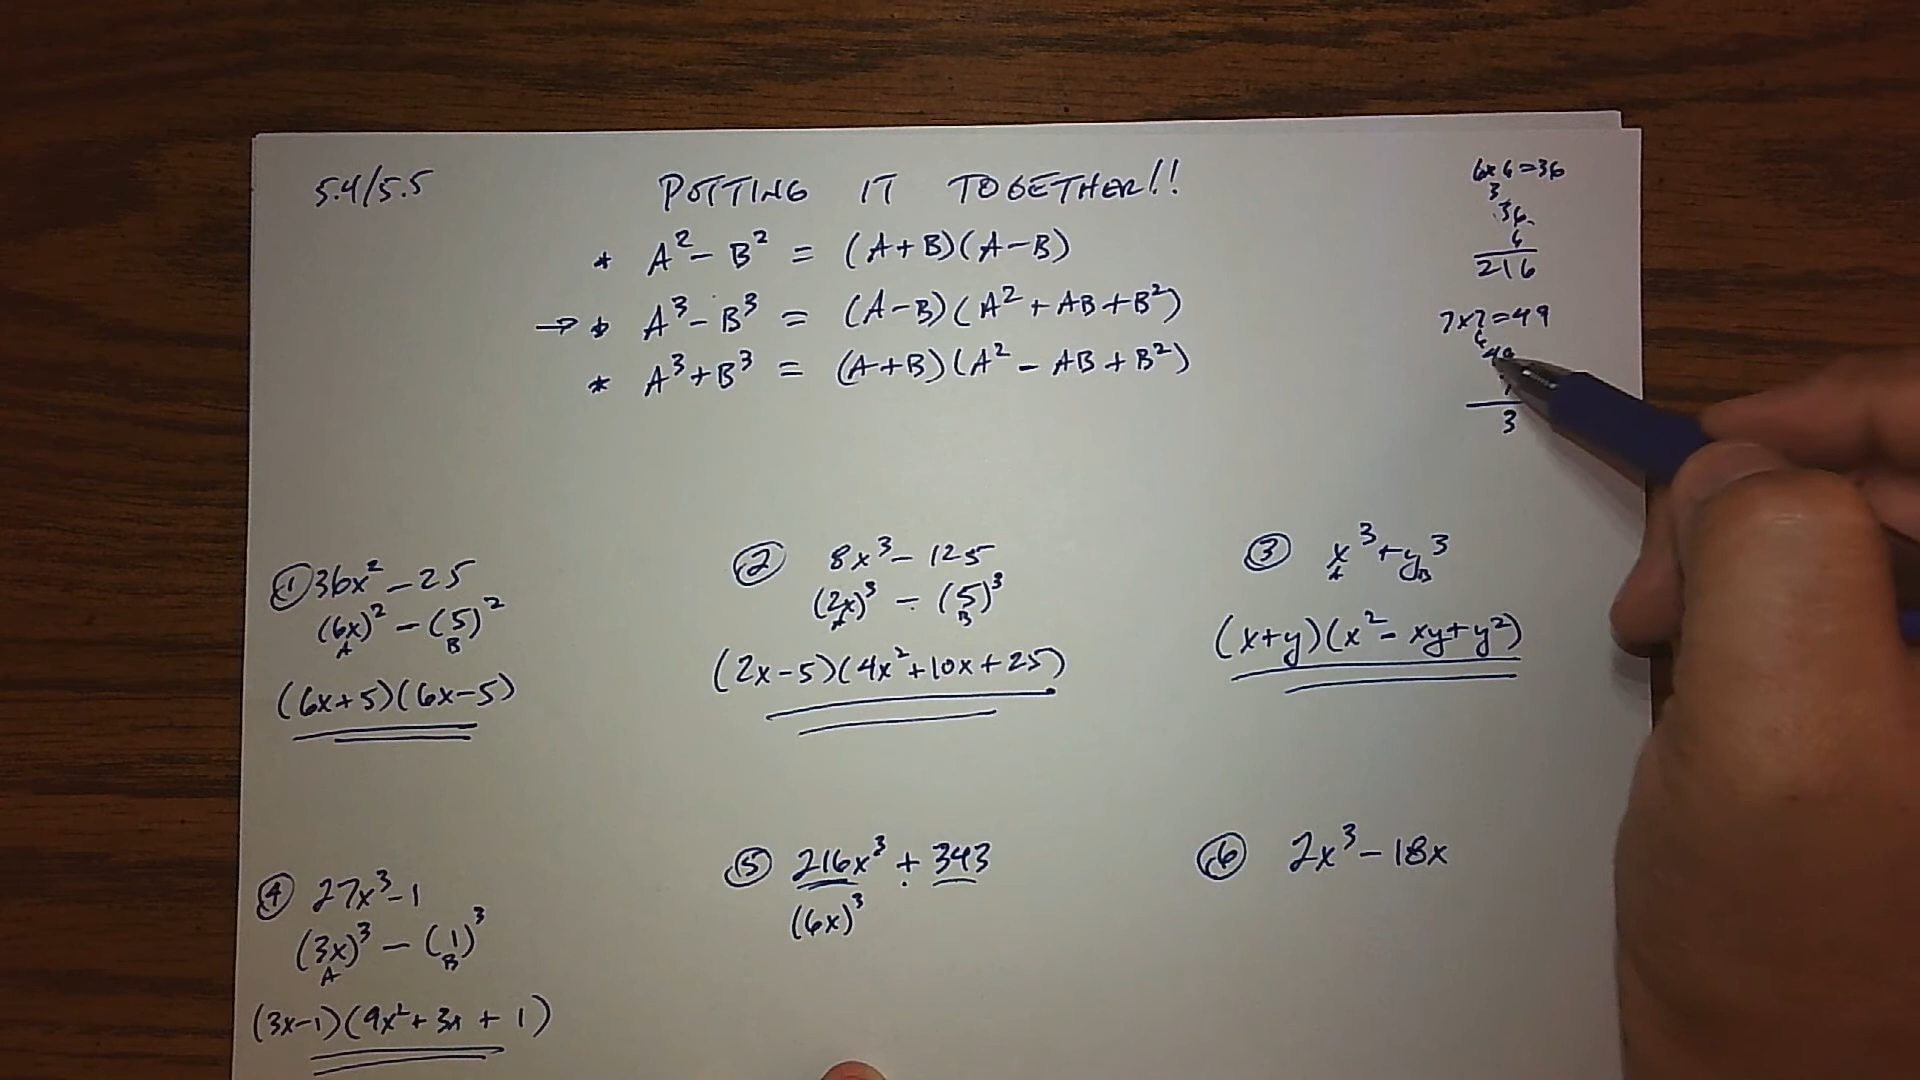 5.4/5.5
PUTTING IT TOGETHER!!
* A² - B² = (A+B)(A-B)
→ * A³ - B³ = (A-B)(A² + AB + B²)
* A³ + B³ = (A+B)(A² - AB + B²)
6x6=36
3
36
6
216
7x7=49
6
49
7
3
① 36x² - 25
(6x)² - (5)²
A B
(6x+5)(6x-5)
② 8x³ - 125
(2x)³ - (5)³
A B
(2x-5)(4x²+10x+25)
③ x³ + y³
A B
(x+y)(x² - xy + y²)
④ 27x³ - 1
(3x)³ - (1)³
A B
(3x-1)(9x² + 3x + 1)
⑤ 216x³ + 343
(6x)³
⑥ 2x³ - 18x